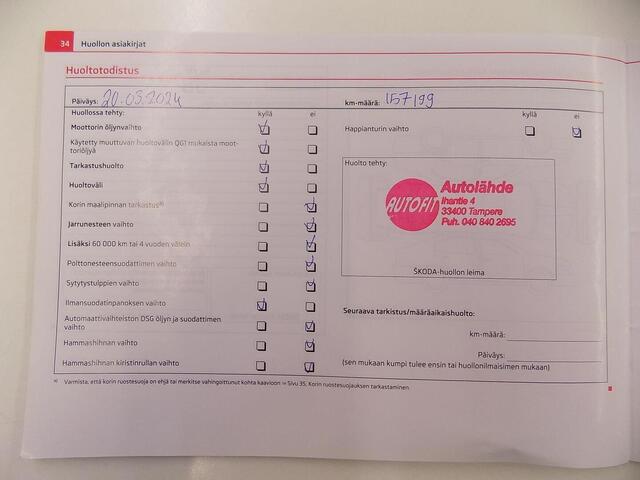 34 Huollon asiakirjat
Huoltotodistus
Päiväys: 20.03.2024
km-määrä: 157199
Huollossa tehty: kyllä ei
Moottorin öljynvaihto
Käytetty muuttuvan huoltovälin QG1 mukaista moot-
toriöljyä
Tarkastushuolto
Huoltoväli
Korin maalipinnan tarkastus a)
Jarrunesteen vaihto
Lisäksi 60 000 km tai 4 vuoden välein
Polttonesteensuodattimen vaihto
Sytytystulppien vaihto
Ilmansuodatinpanoksen vaihto
Automaattivaihteiston DSG öljyn ja suodattimen
vaihto
Hammashihnan vaihto
Hammashihnan kiristinrullan vaihto
kyllä ei
Happianturin vaihto
Huolto tehty:
AUTOFIT
Autolähde
Ihantie 4
33400 Tampere
Puh. 040 840 2695
ŠKODA-huollon leima
Seuraava tarkistus/määräaikaishuolto:
km-määrä:
Päiväys:
(sen mukaan kumpi tulee ensin tai huollonilmaisimen mukaan)
a) Varmista, että korin ruostesuoja on ehjä tai merkitse vahingoittunut kohta kaavioon ⇒ Sivu 35, Korin ruostesuojauksen tarkastaminen